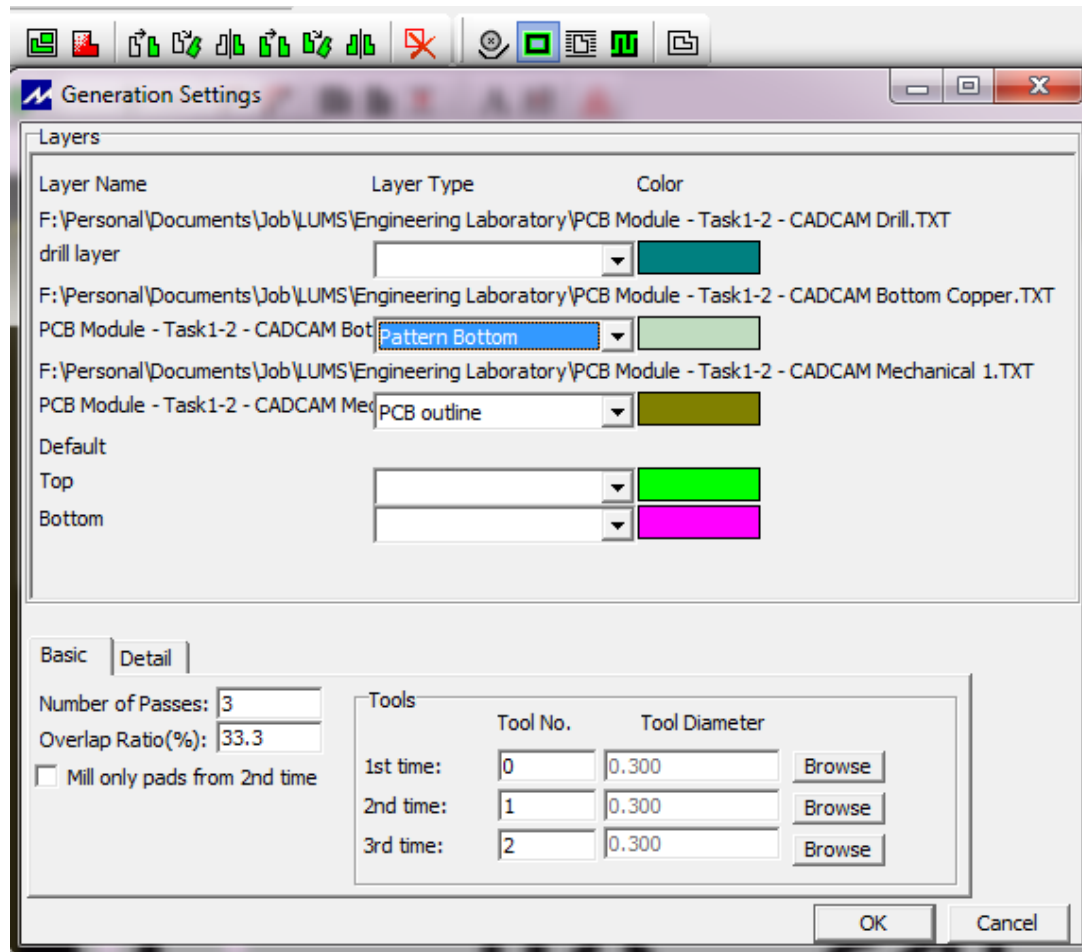 Generation Settings
Layers
Layer Name Layer Type Color
F:\Personal\Documents\Job\LUMS\Engineering Laboratory\PCB Module - Task1-2 - CADCAM Drill.TXT
drill layer
F:\Personal\Documents\Job\LUMS\Engineering Laboratory\PCB Module - Task1-2 - CADCAM Bottom Copper.TXT
PCB Module - Task1-2 - CADCAM Bot Pattern Bottom
F:\Personal\Documents\Job\LUMS\Engineering Laboratory\PCB Module - Task1-2 - CADCAM Mechanical 1.TXT
PCB Module - Task1-2 - CADCAM Mec PCB outline
Default
Top
Bottom
Basic Detail
Number of Passes: 3
Overlap Ratio(%): 33.3
Mill only pads from 2nd time
Tools
Tool No. Tool Diameter
1st time: 0 0.300 Browse
2nd time: 1 0.300 Browse
3rd time: 2 0.300 Browse
OK Cancel